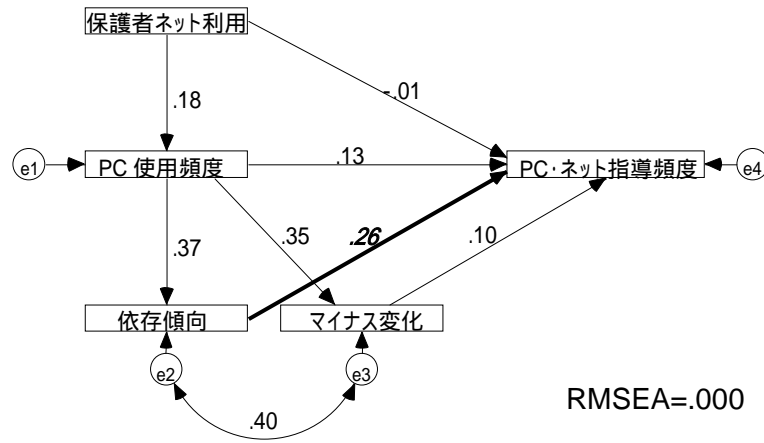 保護者ネット利用
-.01
.18
e1
PC 使用頻度
.13
PC・ネット指導頻度
e4
.37
.35
.26
.10
依存傾向
マイナス変化
e2
e3
.40
RMSEA=.000